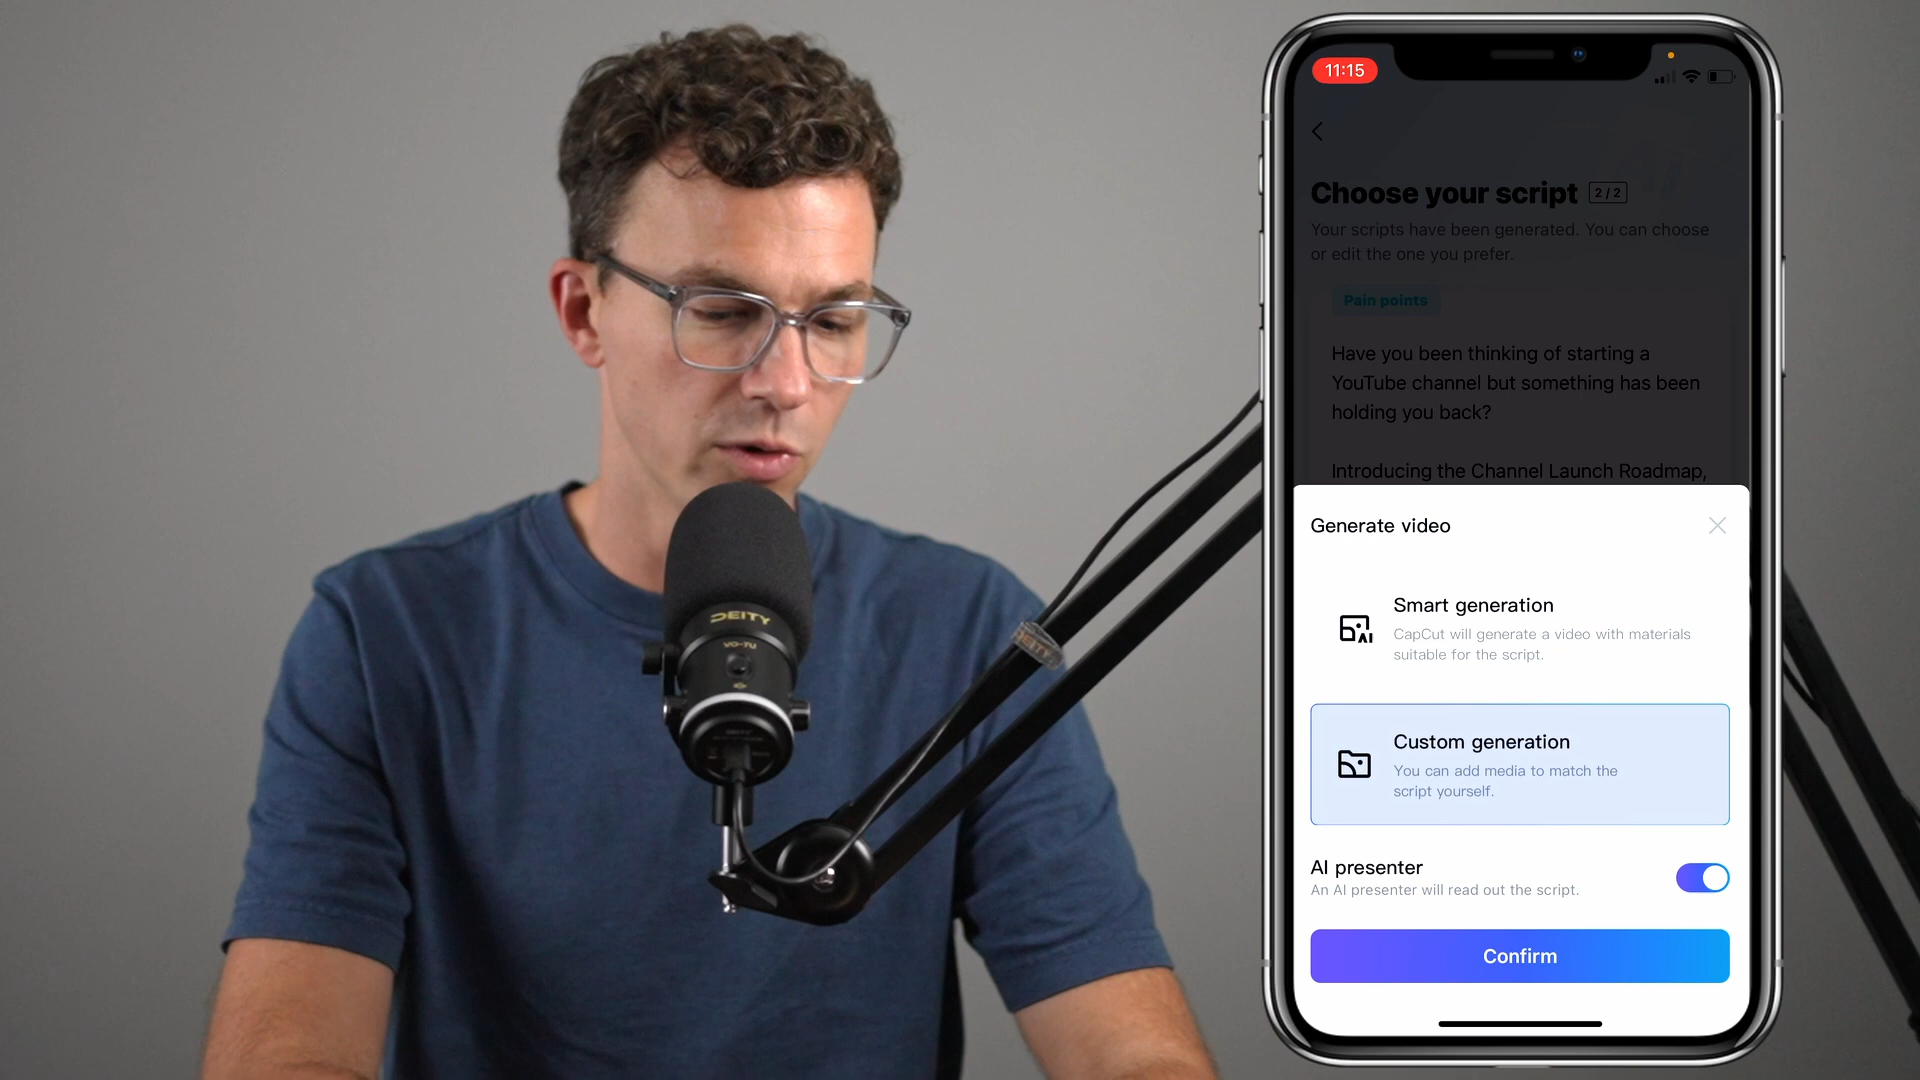 11:15
Choose your script 2/2
Your scripts have been generated. You can choose
or edit the one you prefer.
Pain points
Have you been thinking of starting a
YouTube channel but something has been
holding you back?
Introducing the Channel Launch Roadmap,
Generate video
Smart generation
CapCut will generate a video with materials
suitable for the script.
Custom generation
You can add media to match the
script yourself.
AI presenter
An AI presenter will read out the script.
Confirm
DEITY
VO-7U
DEITY